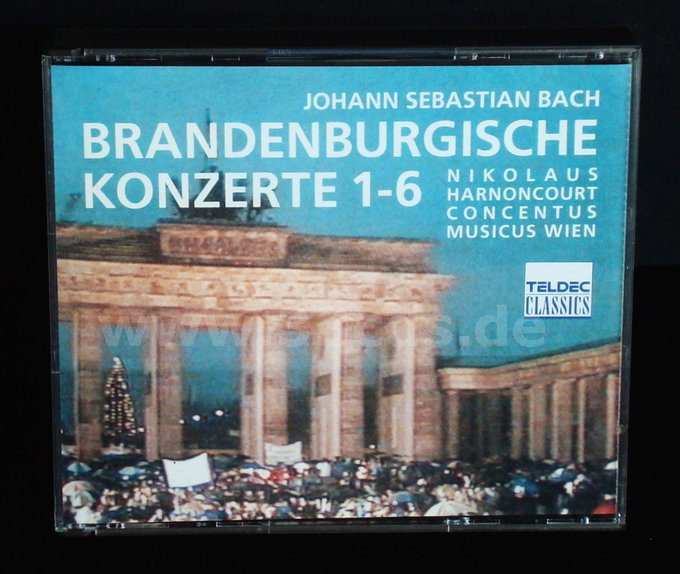 JOHANN SEBASTIAN BACH
BRANDENBURGISCHE
KONZERTE 1-6
NIKOLAUS
HARNONCOURT
CONCENTUS
MUSICUS WIEN
TELDEC
CLASSICS